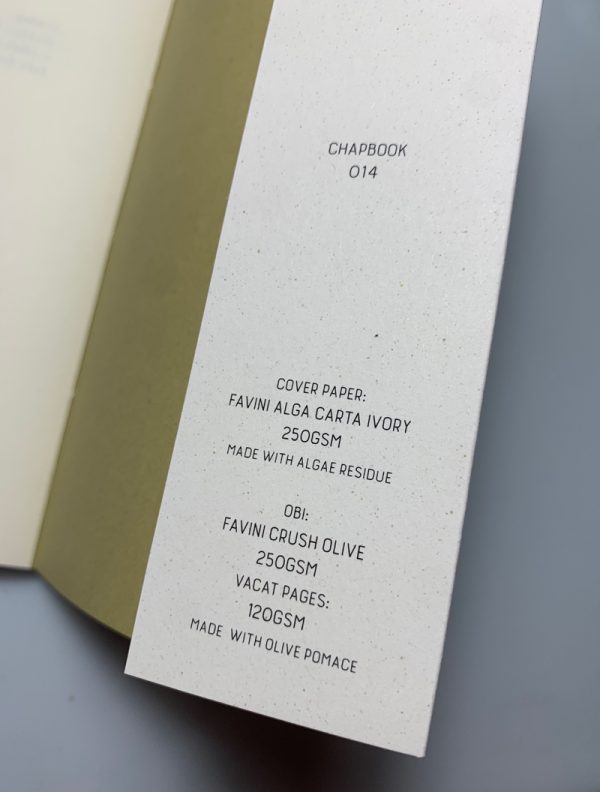 CHAPBOOK
014
COVER PAPER:
FAVINI ALGA CARTA IVORY
250GSM
MADE WITH ALGAE RESIDUE
OBI:
FAVINI CRUSH OLIVE
250GSM
VACAT PAGES:
120GSM
MADE WITH OLIVE POMACE